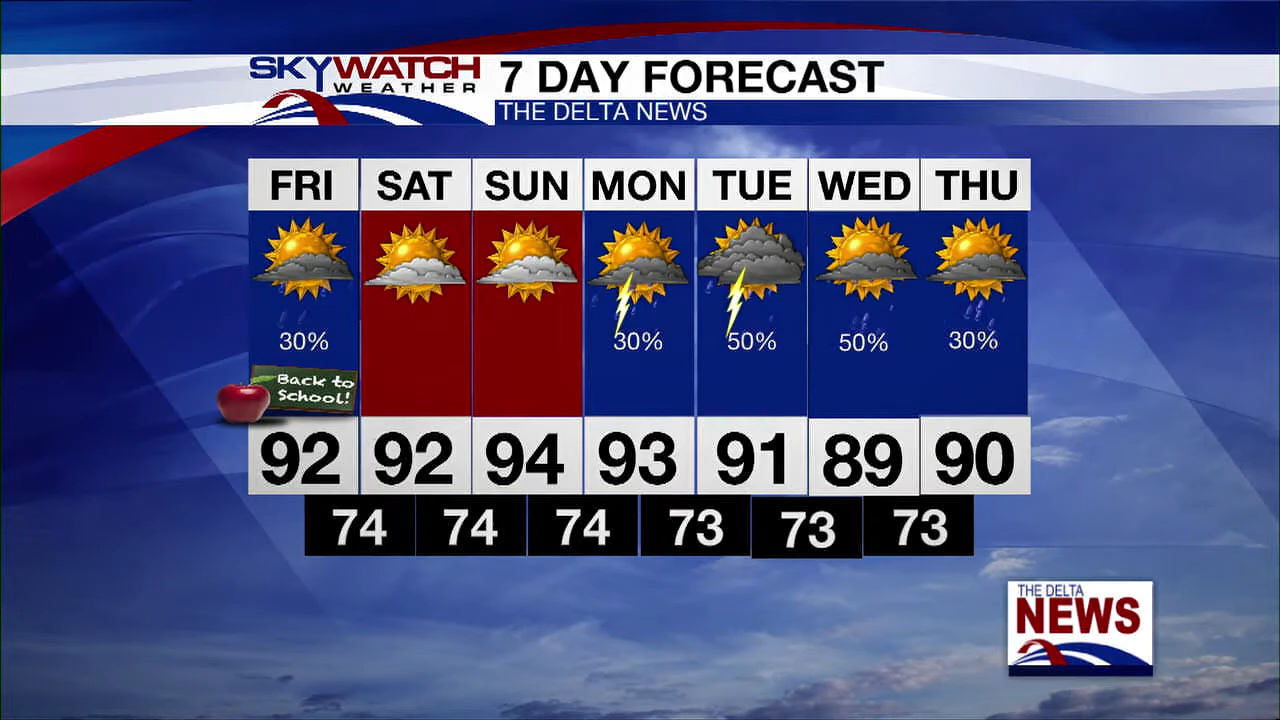 SKYWATCH
WEATHER
7 DAY FORECAST
THE DELTA NEWS
FRI SAT SUN MON TUE WED THU
30% 30% 50% 50% 30%
Back to
School!
92 92 94 93 91 89 90
74 74 74 73 73 73
THE DELTA
NEWS